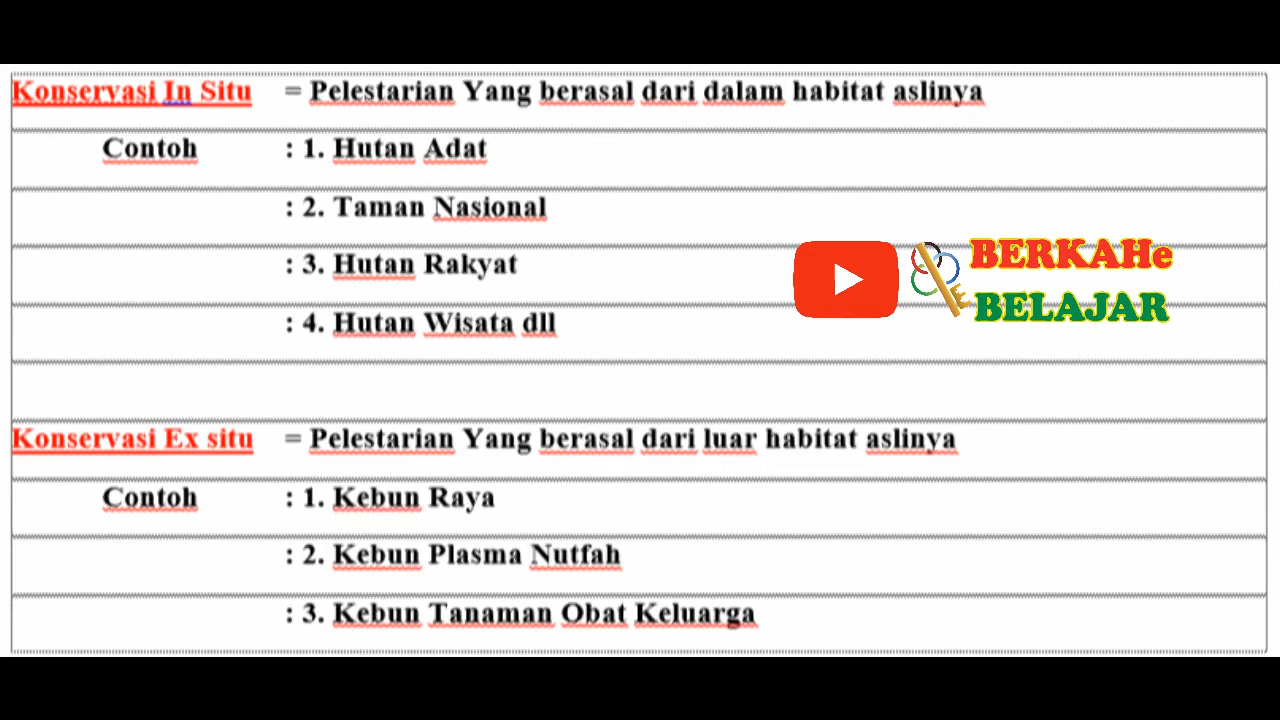 Konservasi In Situ = Pelestarian Yang berasal dari dalam habitat aslinya
Contoh : 1. Hutan Adat
: 2. Taman Nasional
: 3. Hutan Rakyat
: 4. Hutan Wisata dll
BERKAHe
BELAJAR
Konservasi Ex situ = Pelestarian Yang berasal dari luar habitat aslinya
Contoh : 1. Kebun Raya
: 2. Kebun Plasma Nutfah
: 3. Kebun Tanaman Obat Keluarga